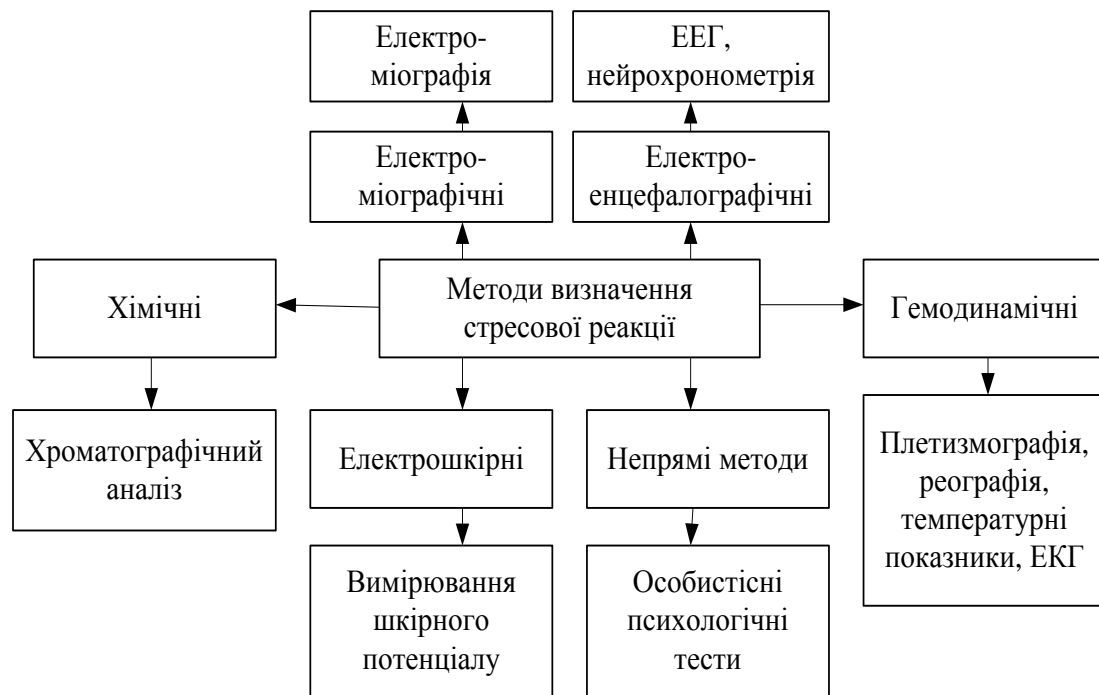 Електро-
міографія
ЕЕГ,
нейрохронометрія
Електро-
міографічні
Електро-
енцефалографічні
Хімічні
Методи визначення
стресової реакції
Гемодинамічні
Хроматографічний
аналіз
Електрошкірні
Непрямі методи
Плетизмографія,
реографія,
температурні
показники, ЕКГ
Вимірювання
шкірного
потенціалу
Особистісні
психологічні
тести